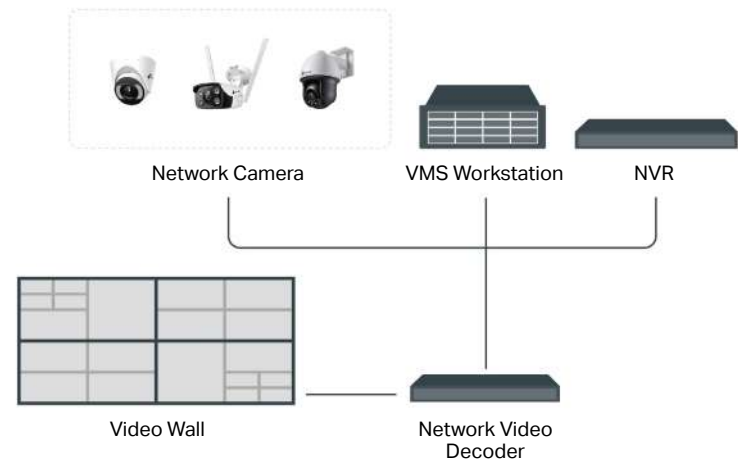 Network Camera
VMS Workstation
NVR
Video Wall
Network Video
Decoder